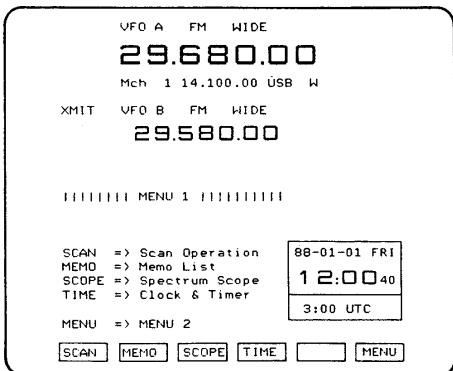 VFO A FM WIDE
29.680.00
Mch 1 14.100.00 USB W
XMIT VFO B FM WIDE
29.580.00
|||||||| MENU 1 ||||||||||
SCAN => Scan Operation
MEMO => Memo List
SCOPE => Spectrum Scope
TIME => Clock & Timer
MENU => MENU 2
88-01-01 FRI
12:00 40
3:00 UTC
SCAN MEMO SCOPE TIME MENU